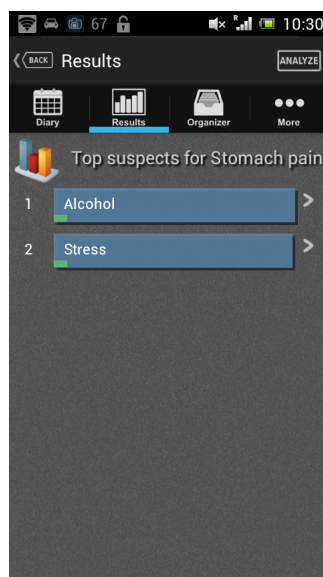 67 R 10:30
BACK Results ANALYZE
Diary Results Organizer More
Top suspects for Stomach pain
1 Alcohol
2 Stress